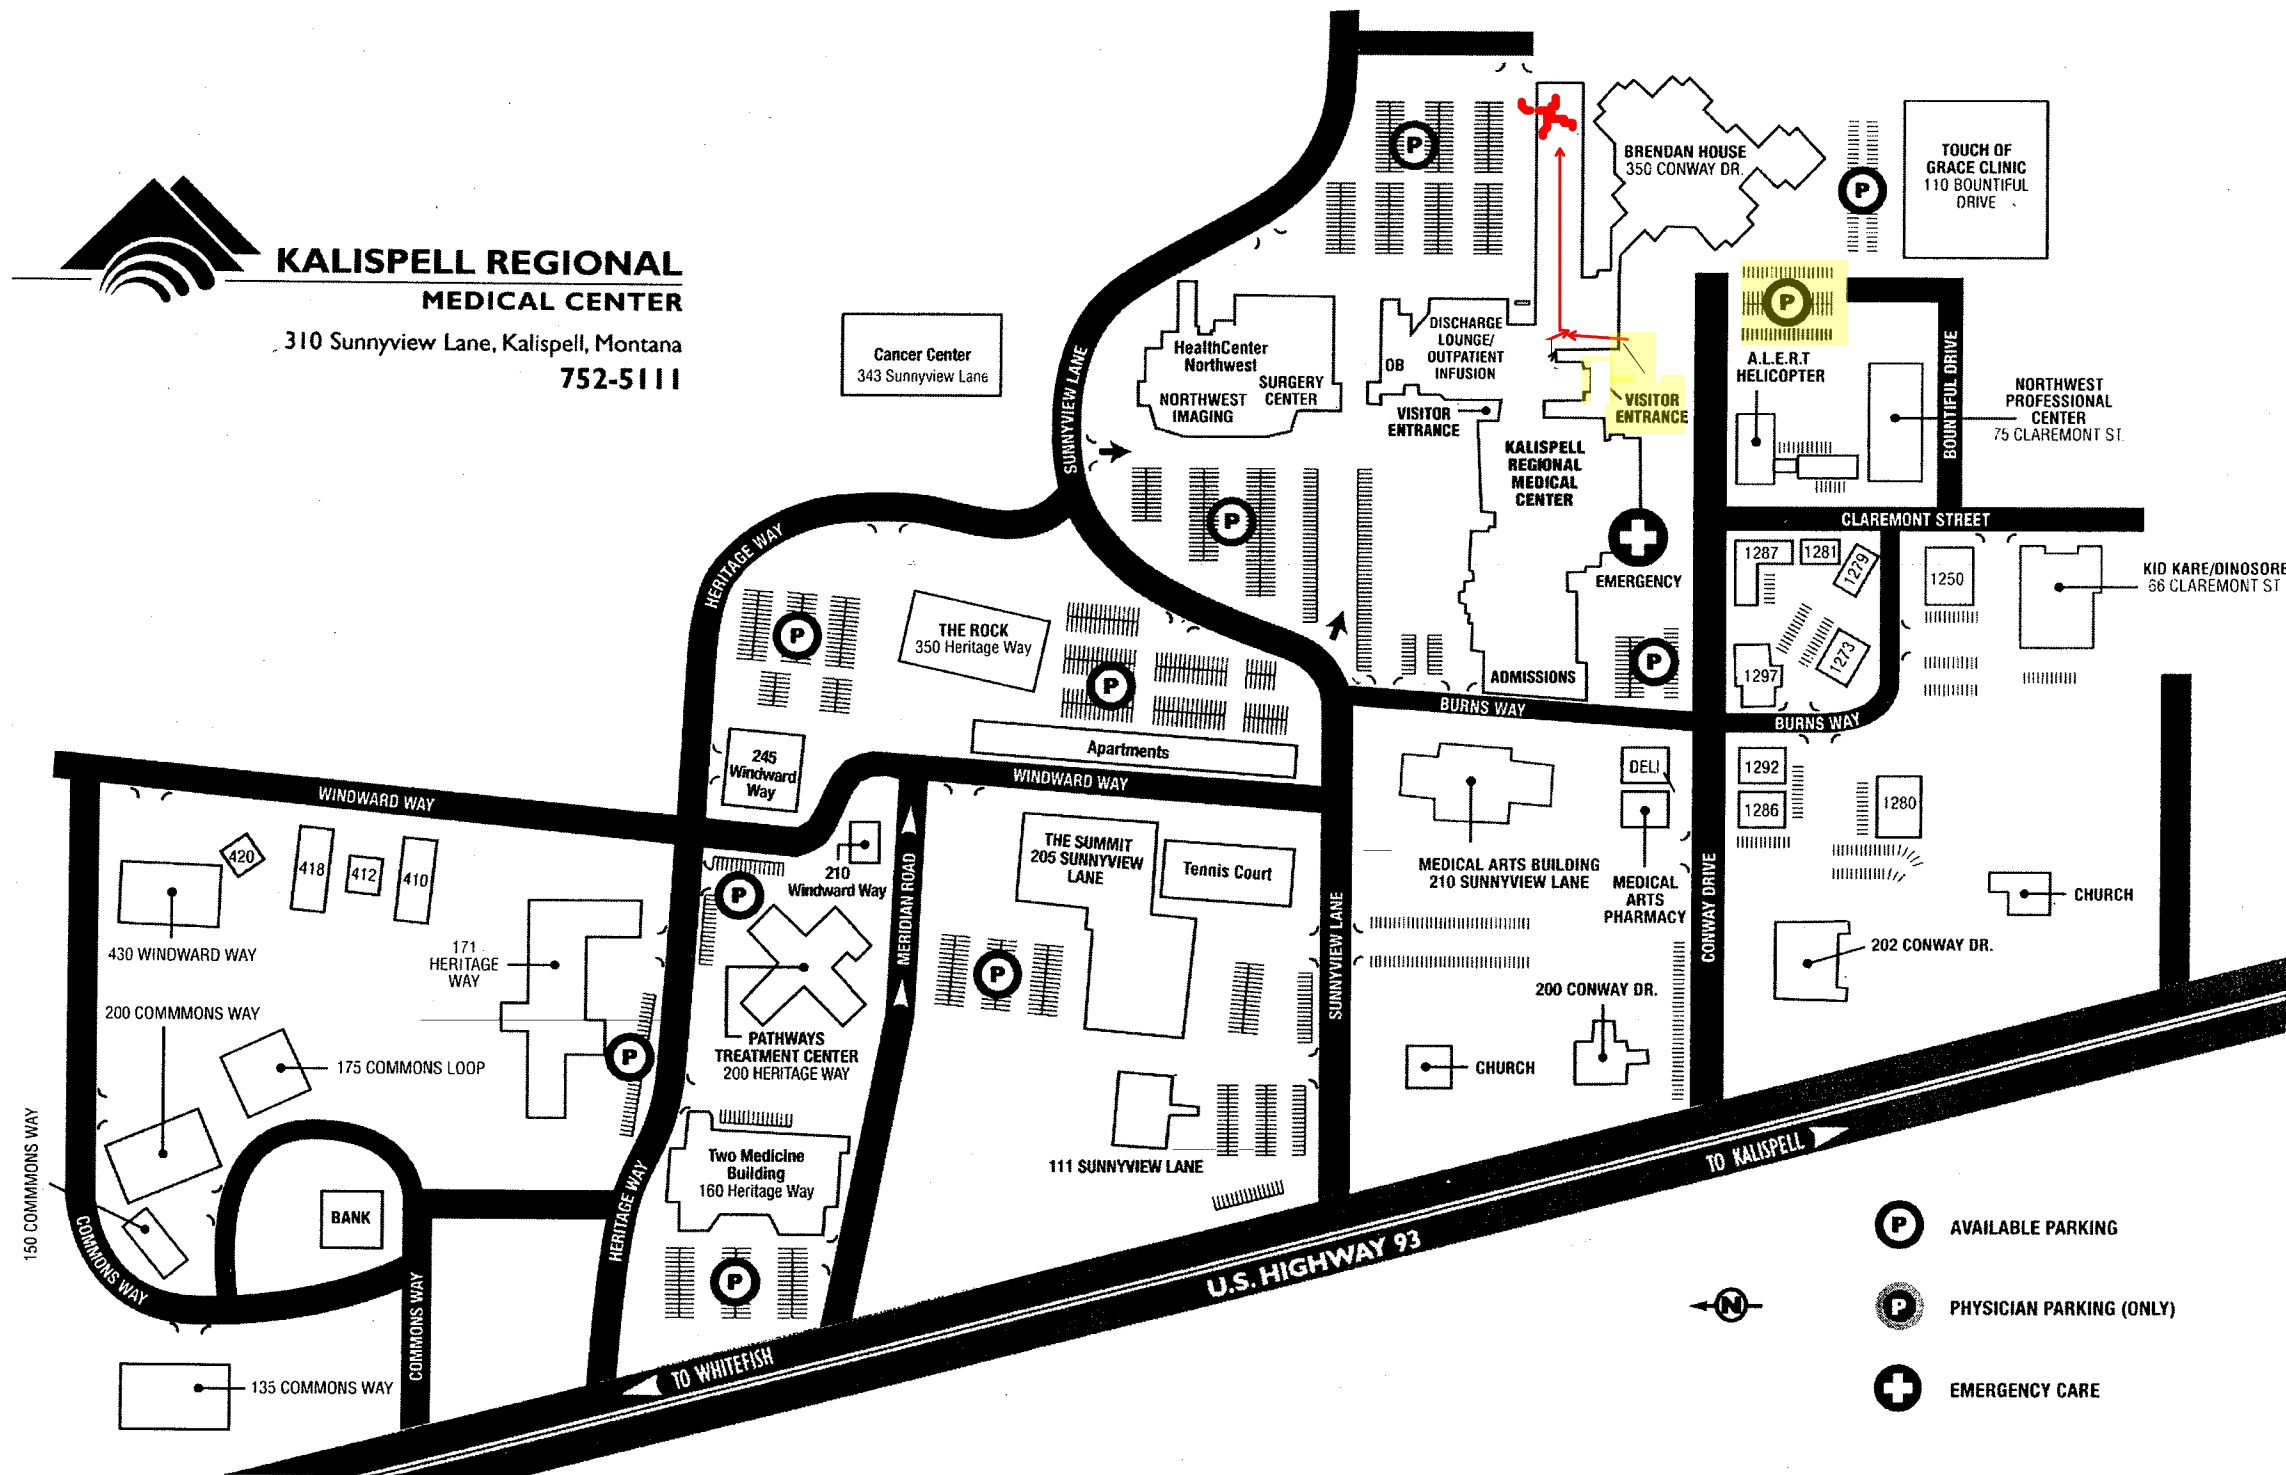 KALISPELL REGIONAL
MEDICAL CENTER
310 Sunnyview Lane, Kalispell, Montana
752-5111
Cancer Center
343 Sunnyview Lane
SUNNYVIEW LANE
HealthCenter
Northwest
NORTHWEST
IMAGING
SURGERY
CENTER
P
OB
DISCHARGE
LOUNGE/
OUTPATIENT
INFUSION
VISITOR
ENTRANCE
BRENDAN HOUSE
350 CONWAY DR.
P
TOUCH OF
GRACE CLINIC
110 BOUNTIFUL
DRIVE
P
VISITOR
ENTRANCE
A.L.E.R.T
HELICOPTER
BOUNTIFUL DRIVE
NORTHWEST
PROFESSIONAL
CENTER
75 CLAREMONT ST.
KALISPELL
REGIONAL
MEDICAL
CENTER
P
EMERGENCY
CLAREMONT STREET
1287
1281
1279
1250
KID KARE/DINOSORE
66 CLAREMONT ST
1273
1297
HERITAGE WAY
P
THE ROCK
350 Heritage Way
P
ADMISSIONS
P
BURNS WAY
BURNS WAY
245
Windward
Way
Apartments
WINDWARD WAY
WINDWARD WAY
DELI
1292
1286
1280
420
418
412
410
430 WINDWARD WAY
P
210
Windward Way
MERIDIAN ROAD
THE SUMMIT
205 SUNNYVIEW
LANE
Tennis Court
MEDICAL ARTS BUILDING
210 SUNNYVIEW LANE
MEDICAL
ARTS
PHARMACY
CONWAY DRIVE
CHURCH
202 CONWAY DR.
171
HERITAGE
WAY
P
SUNNYVIEW LANE
200 CONWAY DR.
200 COMMMONS WAY
175 COMMONS LOOP
P
PATHWAYS
TREATMENT CENTER
200 HERITAGE WAY
CHURCH
150 COMMMONS WAY
COMMONS WAY
BANK
HERITAGE WAY
Two Medicine
Building
160 Heritage Way
111 SUNNYVIEW LANE
TO KALISPELL
P
U.S. HIGHWAY 93
COMMONS WAY
TO WHITEFISH
135 COMMONS WAY
P AVAILABLE PARKING
N
P PHYSICIAN PARKING (ONLY)
EMERGENCY CARE